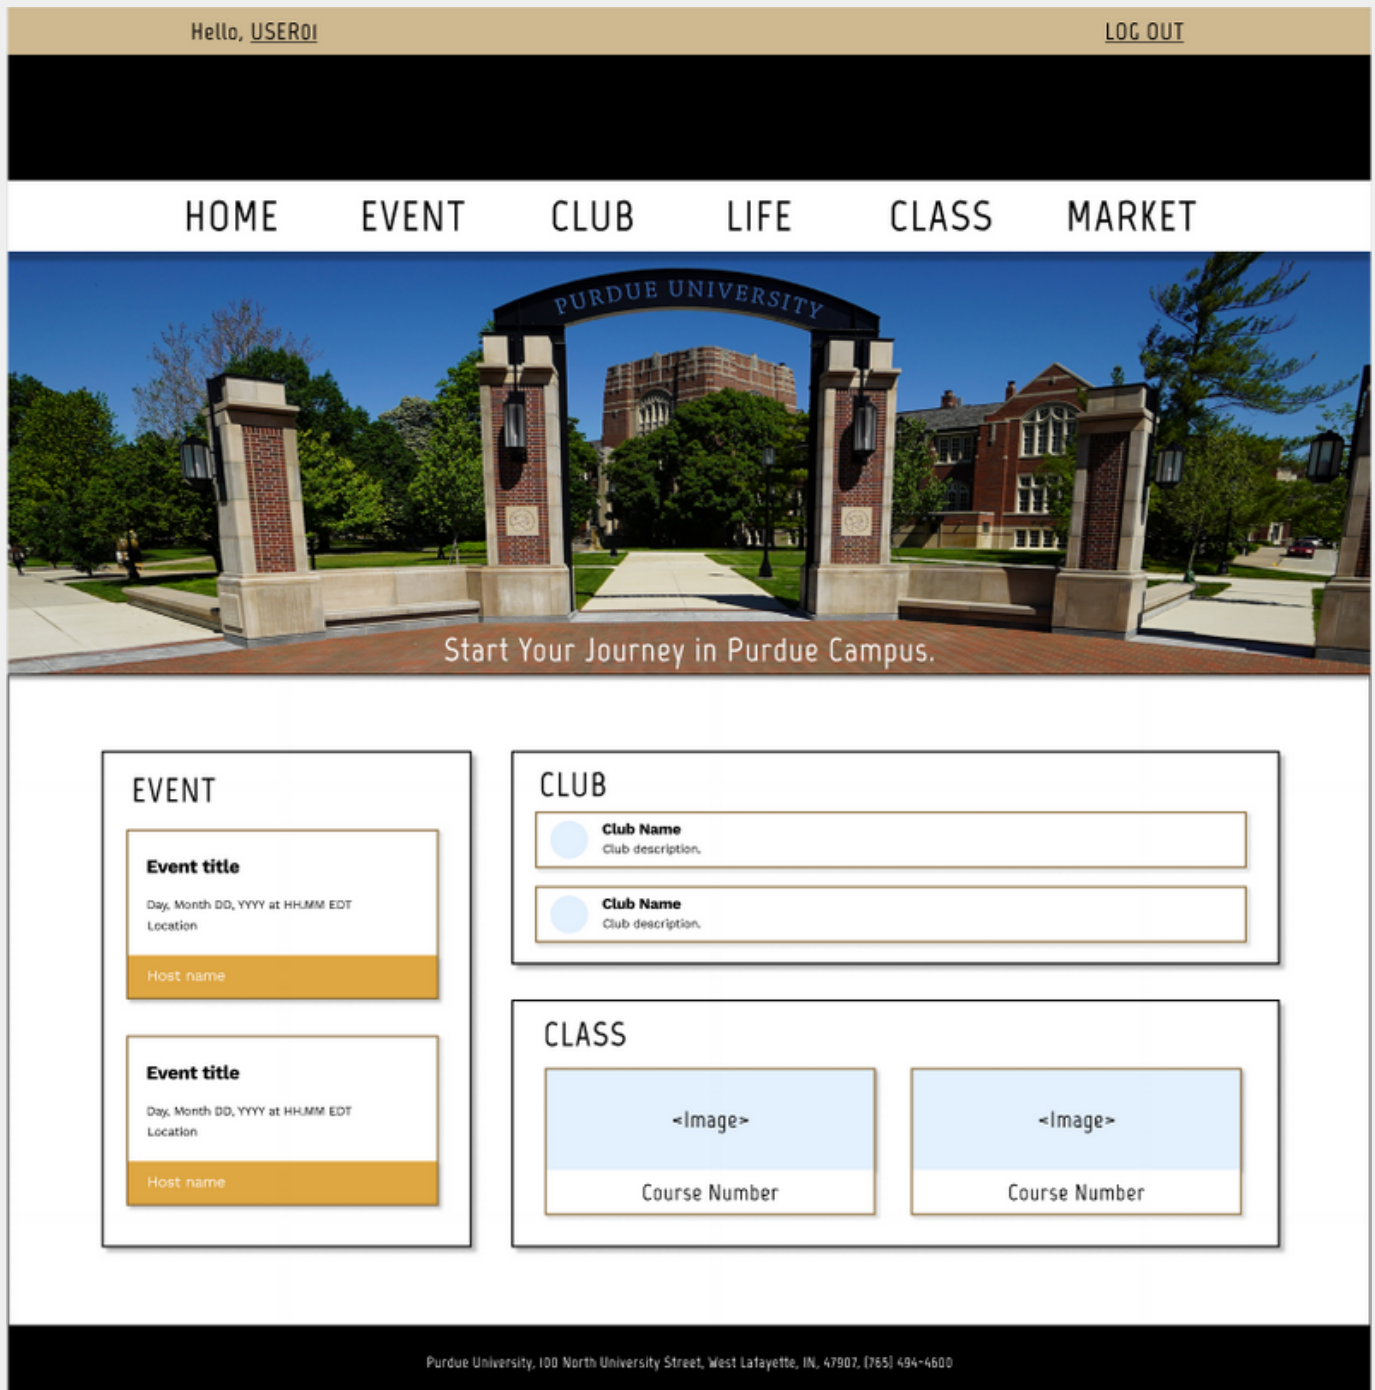 Hello, USER01
LOG OUT
HOME EVENT CLUB LIFE CLASS MARKET
PURDUE UNIVERSITY
Start Your Journey in Purdue Campus.
EVENT
Event title
Day, Month DD, YYYY at HH.MM EDT
Location
Host name
Event title
Day, Month DD, YYYY at HH.MM EDT
Location
Host name
CLUB
Club Name
Club description.
Club Name
Club description.
CLASS
<Image>
Course Number
<Image>
Course Number
Purdue University, 100 North University Street, West Lafayette, IN, 47907, (765) 494-4600